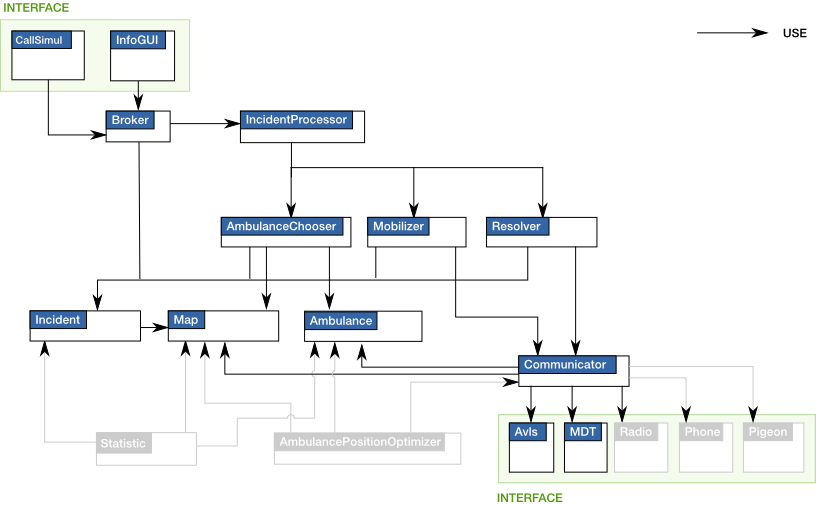 INTERFACE
CallSimul
InfoGUI
USE
Broker
IncidentProcessor
AmbulanceChooser
Mobilizer
Resolver
Incident
Map
Ambulance
Communicator
Statistic
AmbulancePositionOptimizer
Avls
MDT
Radio
Phone
Pigeon
INTERFACE